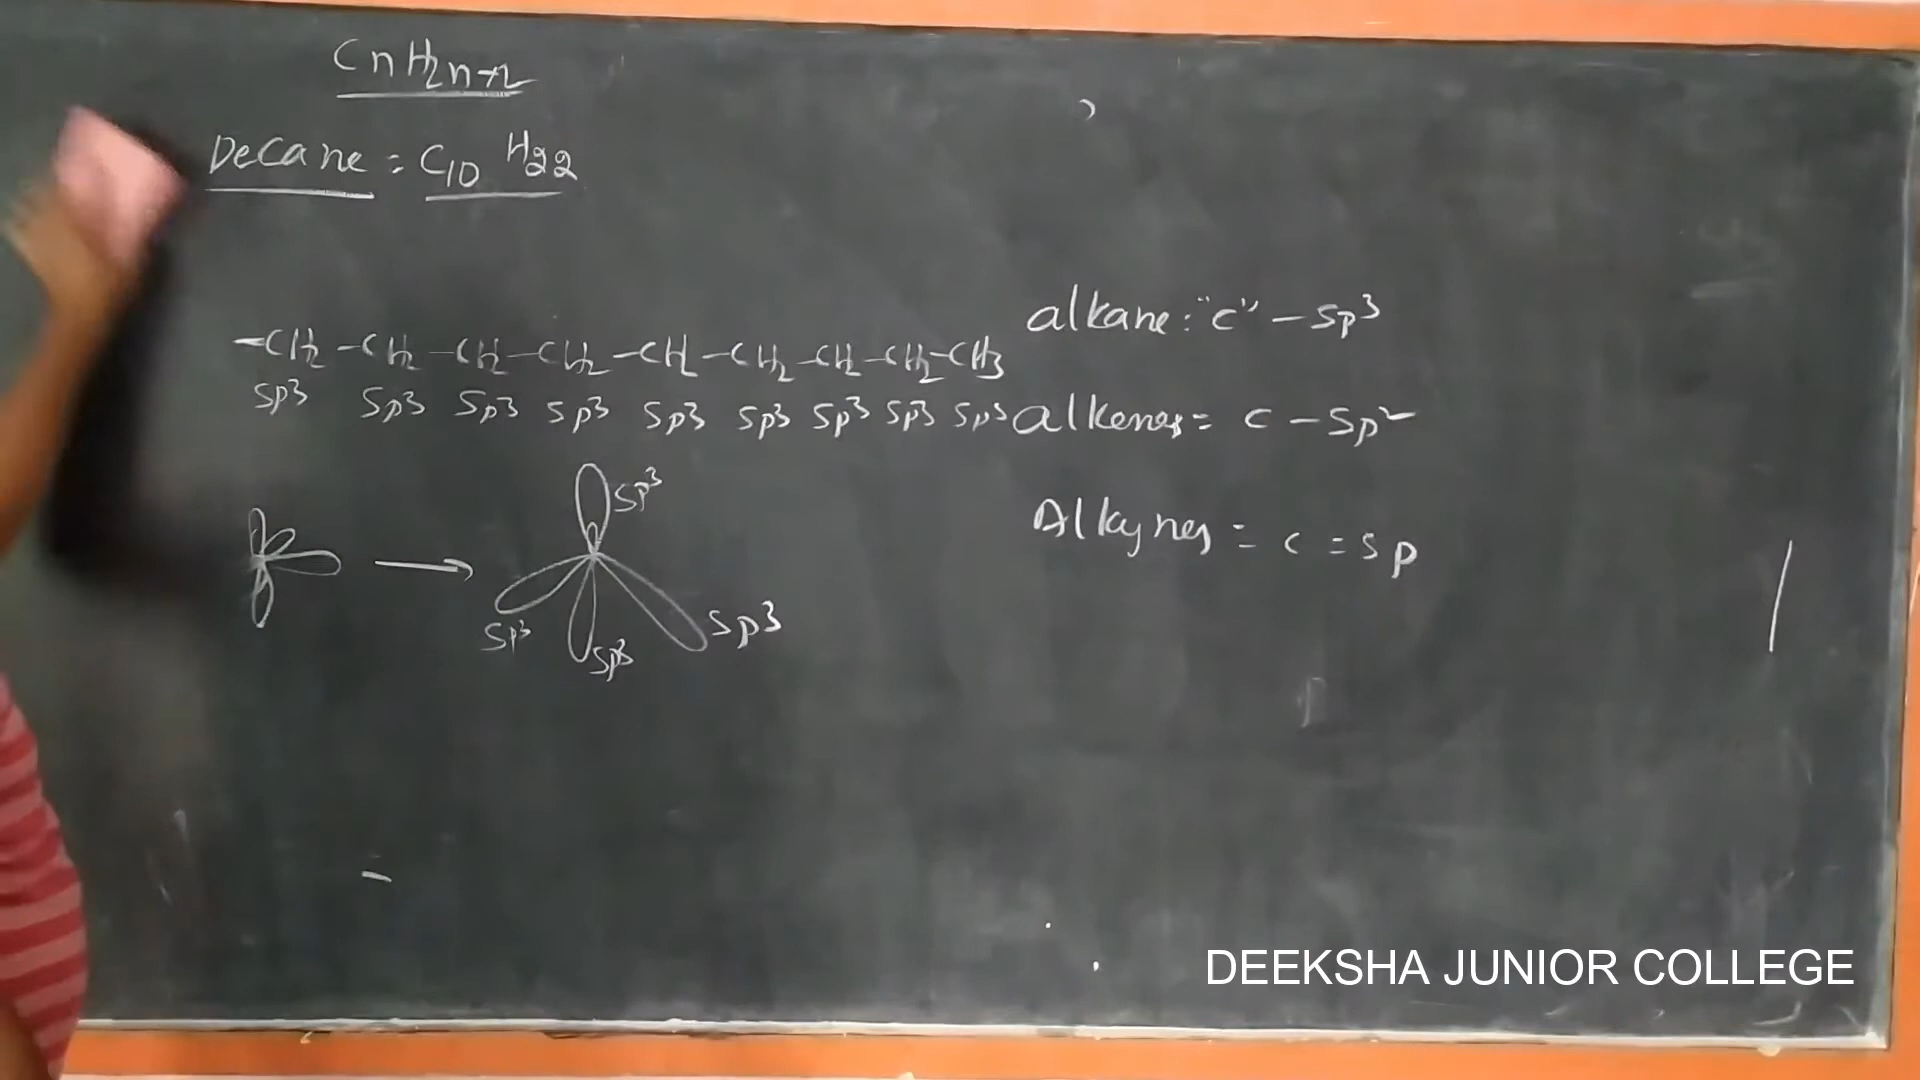 CnH2n+2
Decane = C10 H22
alkane: "C" - Sp3
-CH2-CH2-CH2-CH2-CH2-CH2-CH2-CH2-CH3
Sp3 Sp3 Sp3 Sp3 Sp3 Sp3 Sp3 Sp3 Sp3
alkenes = C - Sp2
Sp3
Alkynes = C = Sp
Sp3 Sp3 Sp3
DEEKSHA JUNIOR COLLEGE